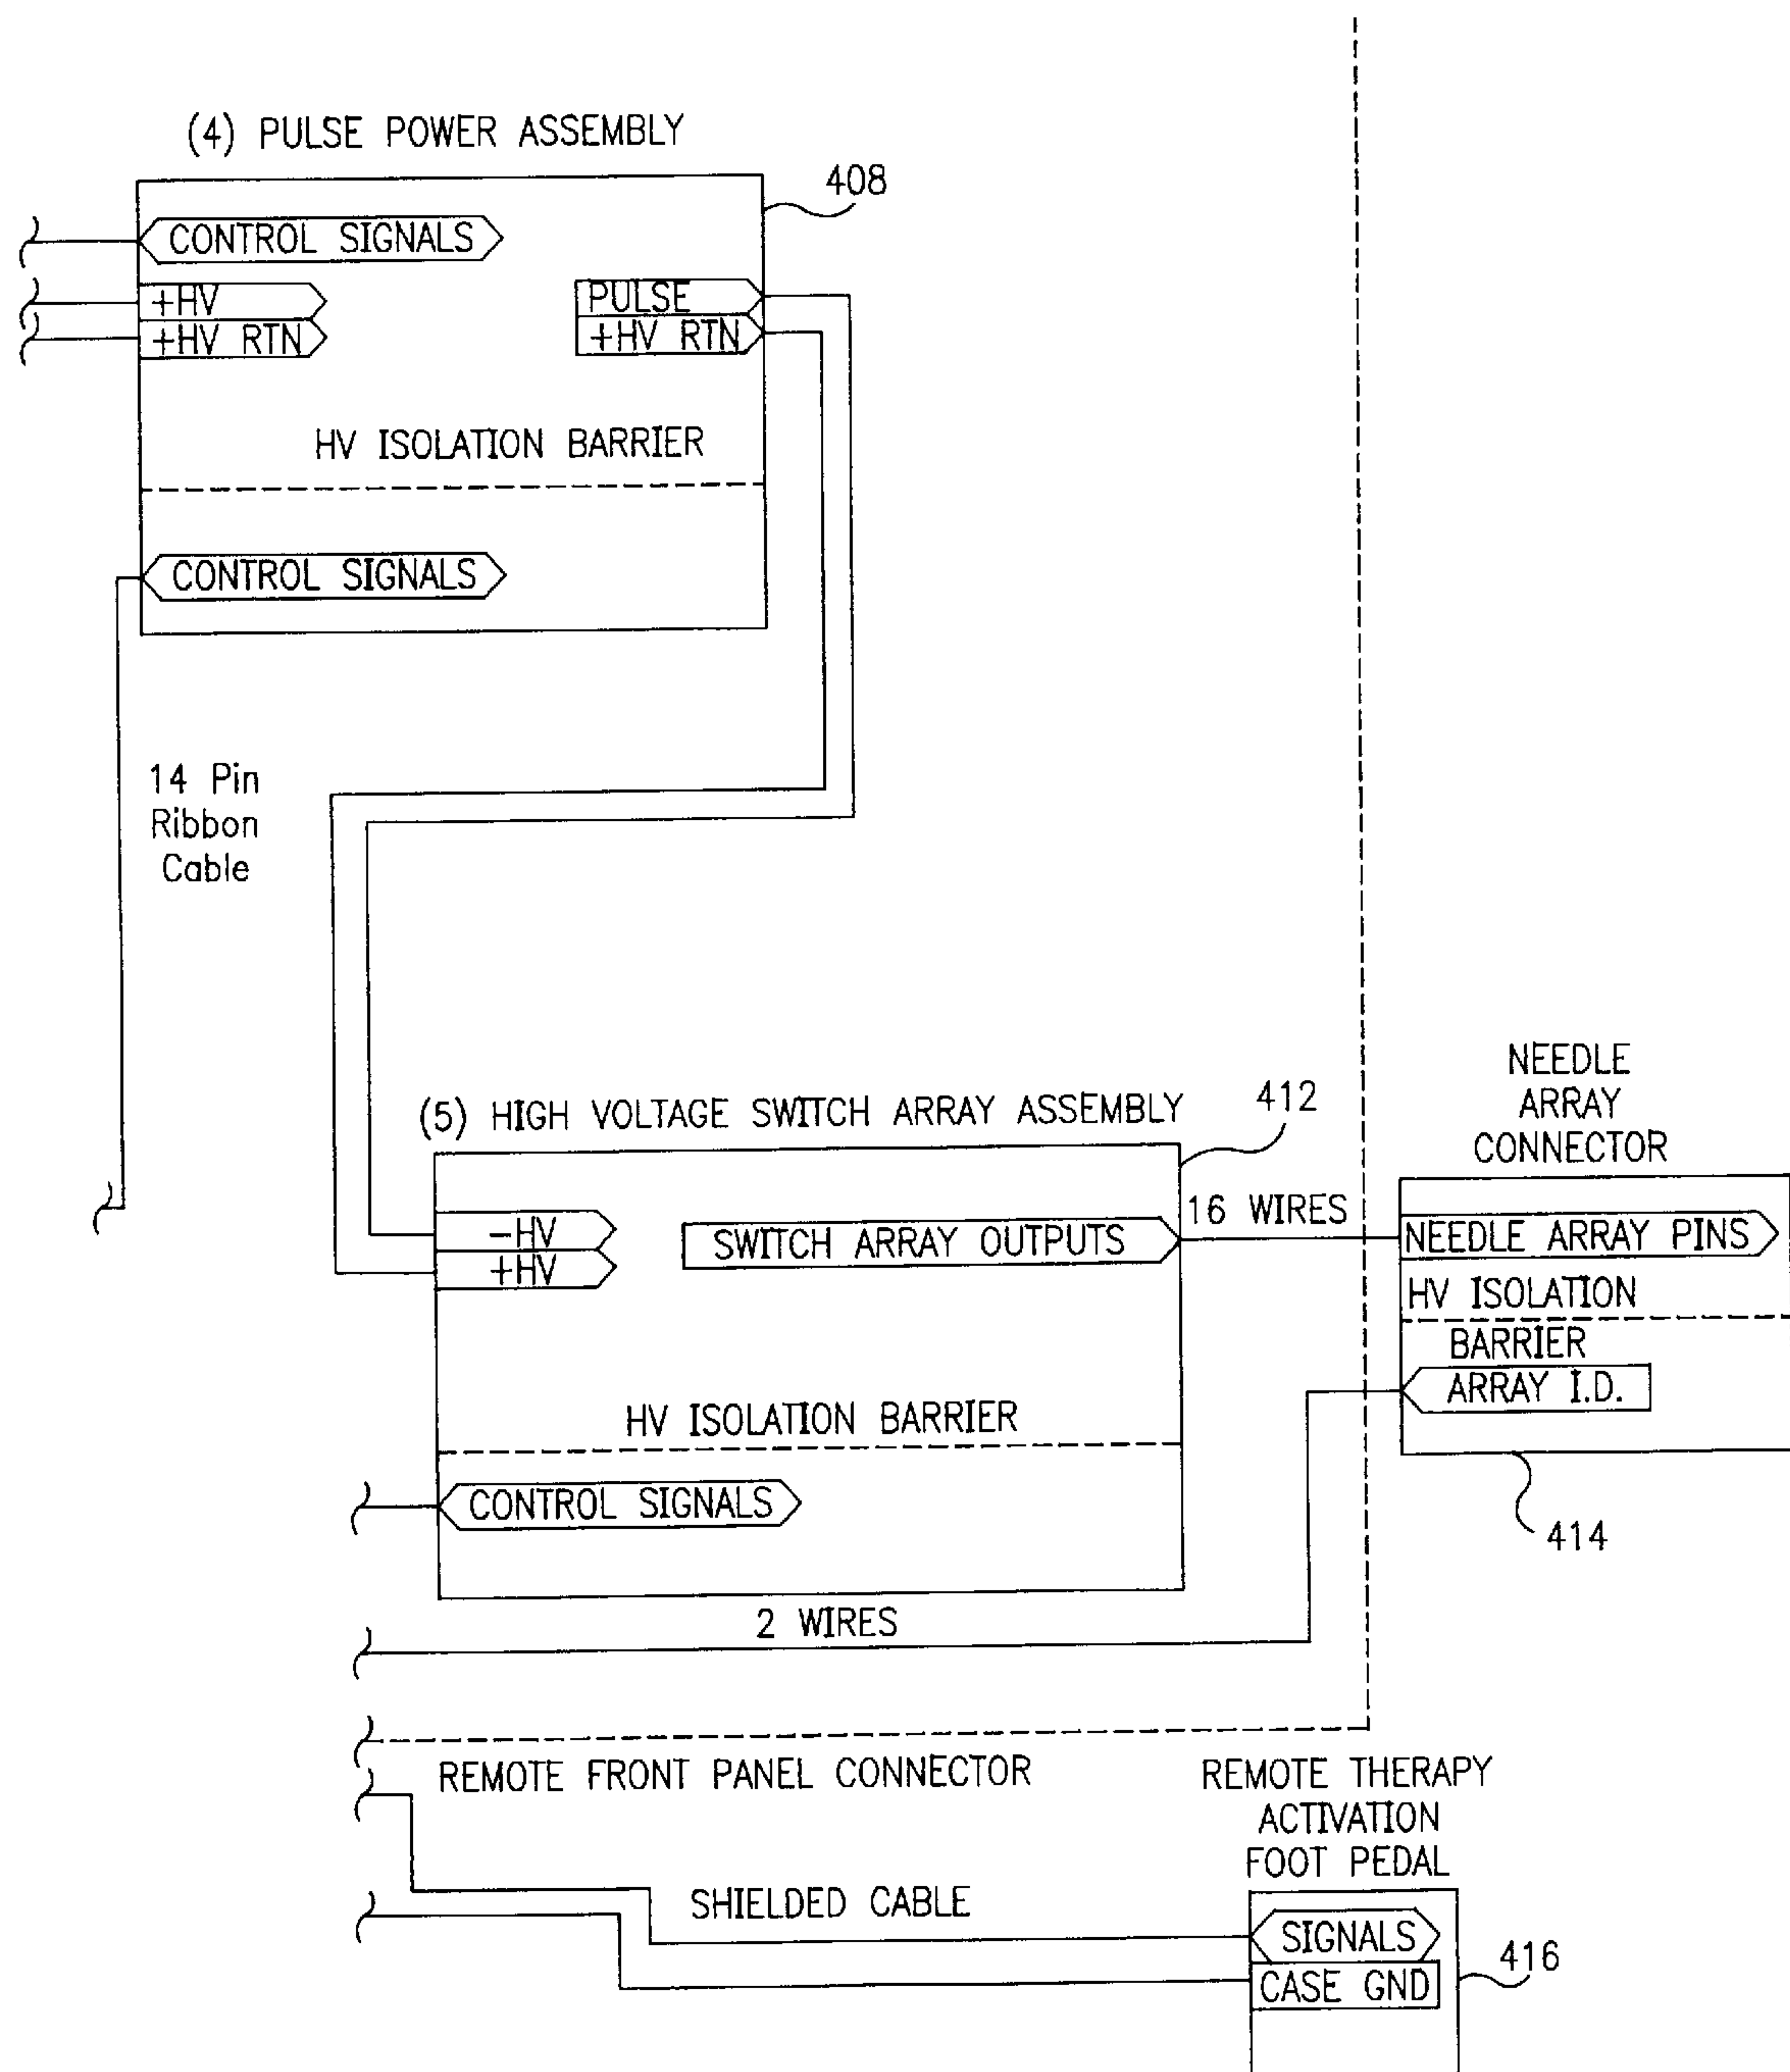 (4) PULSE POWER ASSEMBLY
408
CONTROL SIGNALS
+HV
PULSE
+HV RTN
+HV RTN
HV ISOLATION BARRIER
CONTROL SIGNALS
14 Pin
Ribbon
Cable
NEEDLE
ARRAY
CONNECTOR
(5) HIGH VOLTAGE SWITCH ARRAY ASSEMBLY
412
16 WIRES
-HV
+HV
SWITCH ARRAY OUTPUTS
NEEDLE ARRAY PINS
HV ISOLATION
BARRIER
ARRAY I.D.
HV ISOLATION BARRIER
CONTROL SIGNALS
414
2 WIRES
REMOTE FRONT PANEL CONNECTOR
REMOTE THERAPY
ACTIVATION
FOOT PEDAL
SHIELDED CABLE
SIGNALS
CASE GND
416